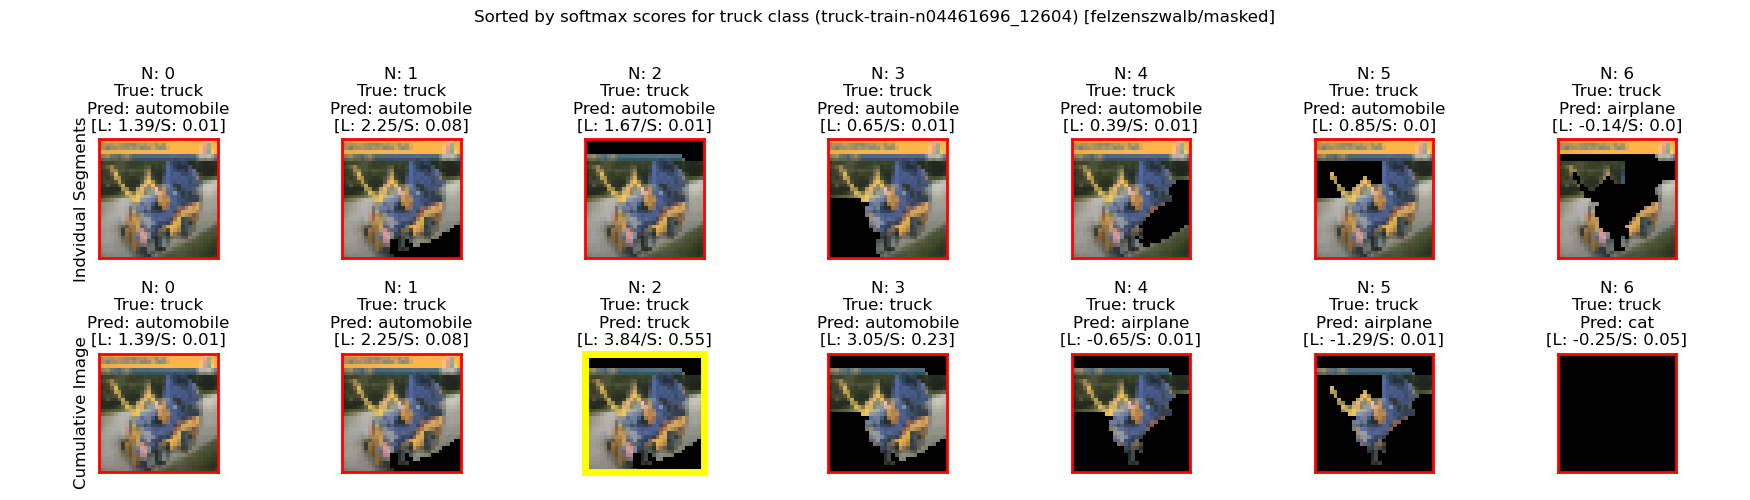 Sorted by softmax scores for truck class (truck-train-n04461696_12604) [felzenszwalb/masked]
Indvidual Segments
N: 0
True: truck
Pred: automobile
[L: 1.39/S: 0.01]
N: 1
True: truck
Pred: automobile
[L: 2.25/S: 0.08]
N: 2
True: truck
Pred: automobile
[L: 1.67/S: 0.01]
N: 3
True: truck
Pred: automobile
[L: 0.65/S: 0.01]
N: 4
True: truck
Pred: automobile
[L: 0.39/S: 0.01]
N: 5
True: truck
Pred: automobile
[L: 0.85/S: 0.0]
N: 6
True: truck
Pred: airplane
[L: -0.14/S: 0.0]
Cumulative Image
N: 0
True: truck
Pred: automobile
[L: 1.39/S: 0.01]
N: 1
True: truck
Pred: automobile
[L: 2.25/S: 0.08]
N: 2
True: truck
Pred: truck
[L: 3.84/S: 0.55]
N: 3
True: truck
Pred: automobile
[L: 3.05/S: 0.23]
N: 4
True: truck
Pred: airplane
[L: -0.65/S: 0.01]
N: 5
True: truck
Pred: airplane
[L: -1.29/S: 0.01]
N: 6
True: truck
Pred: cat
[L: -0.25/S: 0.05]